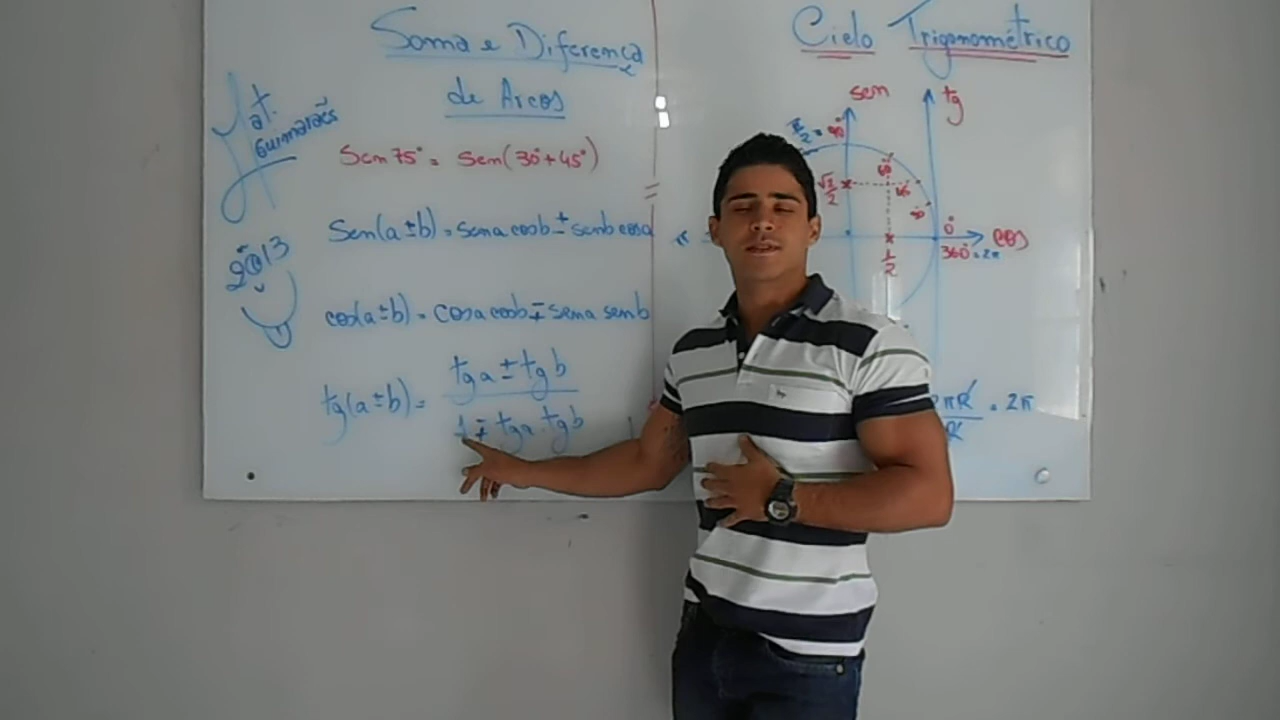 Soma e Diferença
de Arcos
Mat.
Guimarães
2013
Sen 75° = Sen(30°+45°)
Sen(a±b) = sena cosb ± senb cosa
cos(a±b) = cosa cosb ∓ sena senb
tg(a±b) = tga ± tgb
1 ∓ tga . tgb
Ciclo Trigonométrico
sen
tg
π/2 = 90°
√3/2
60°
45°
30°
0°
cos
π
360° = 2π
1/2
πR/R = 2π